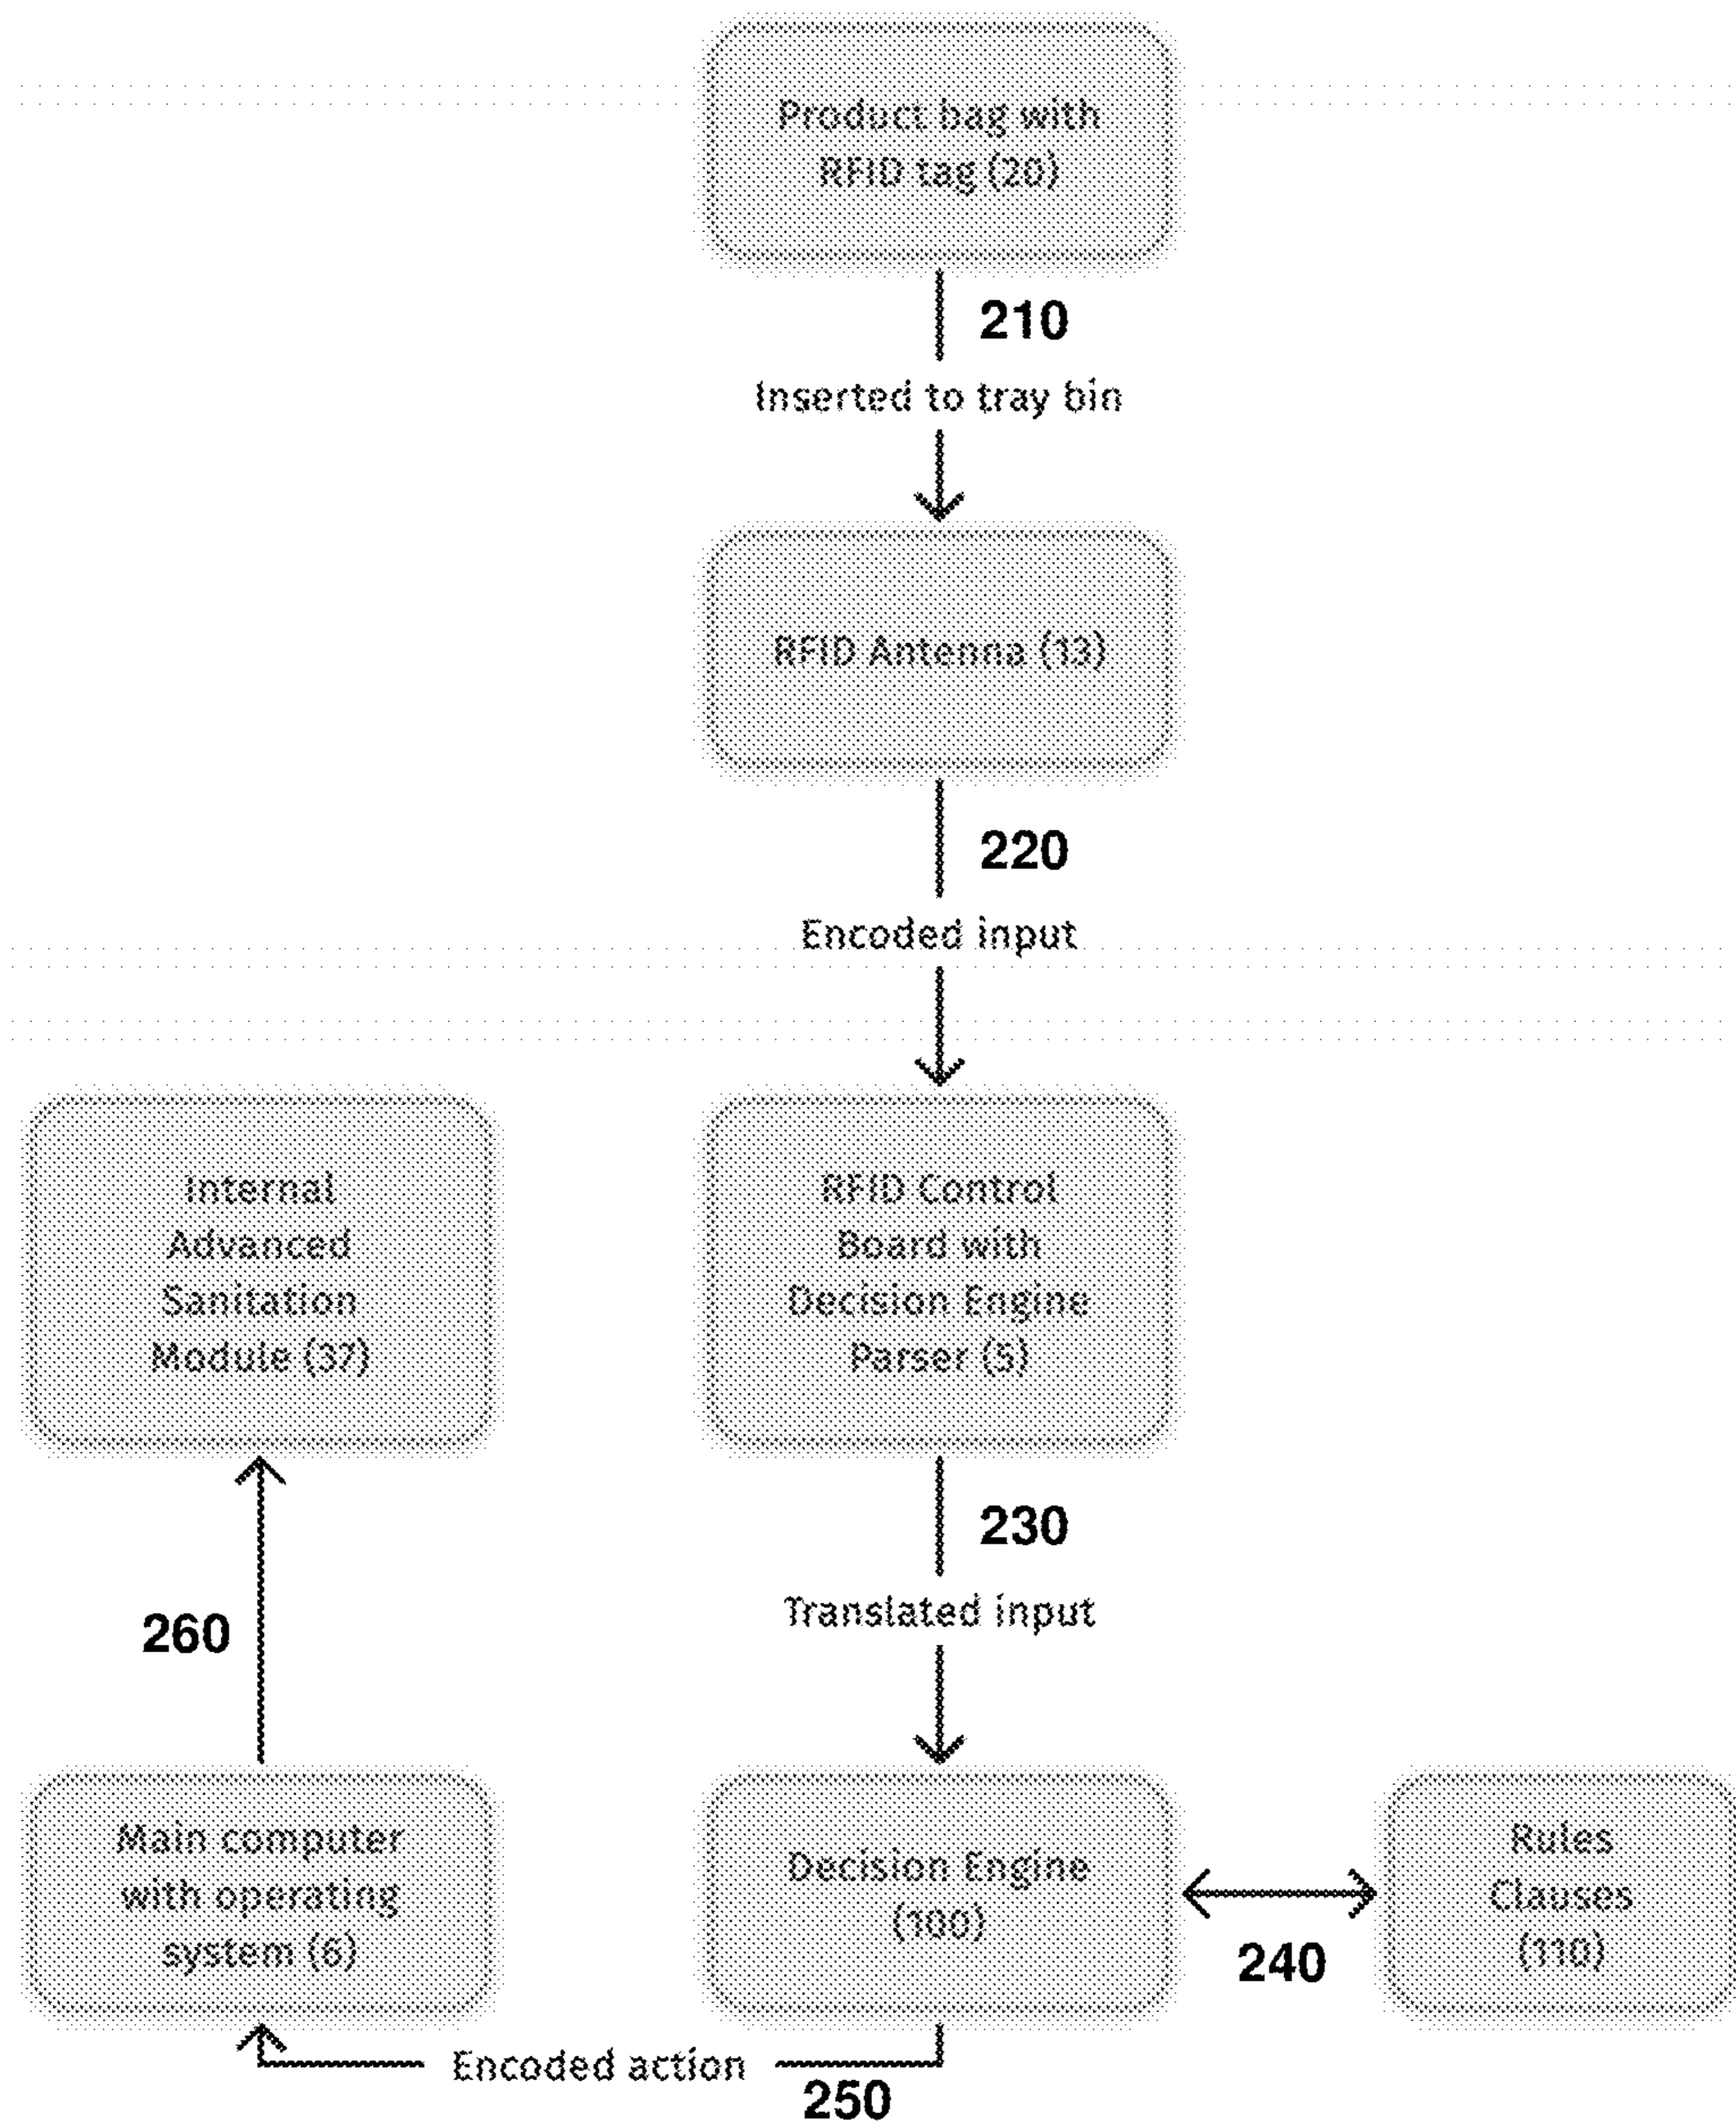 Product bag with
RFID tag (20)
210
Inserted to tray bin
RFID Antenna (13)
220
Encoded input
Internal
Advanced
Sanitation
Module (37)
RFID Control
Board with
Decision Engine
Parser (5)
230
Translated input
260
Main computer
with operating
system (6)
Decision Engine
(100)
240
Rules
Clauses
(110)
Encoded action
250